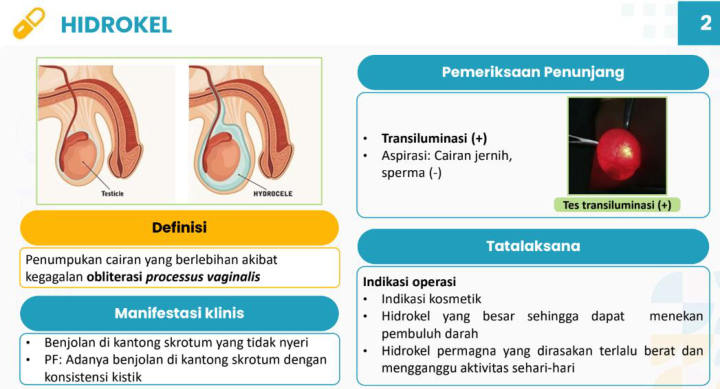 HIDROKEL
2
Testicle
HYDROCELE
Definisi
Penumpukan cairan yang berlebihan akibat
kegagalan obliterasi processus vaginalis
Manifestasi klinis
• Benjolan di kantong skrotum yang tidak nyeri
• PF: Adanya benjolan di kantong skrotum dengan
konsistensi kistik
Pemeriksaan Penunjang
• Transiluminasi (+)
• Aspirasi: Cairan jernih,
sperma (-)
Tes transiluminasi (+)
Tatalaksana
Indikasi operasi
• Indikasi kosmetik
• Hidrokel yang besar sehingga dapat menekan
pembuluh darah
• Hidrokel permagna yang dirasakan terlalu berat dan
mengganggu aktivitas sehari-hari